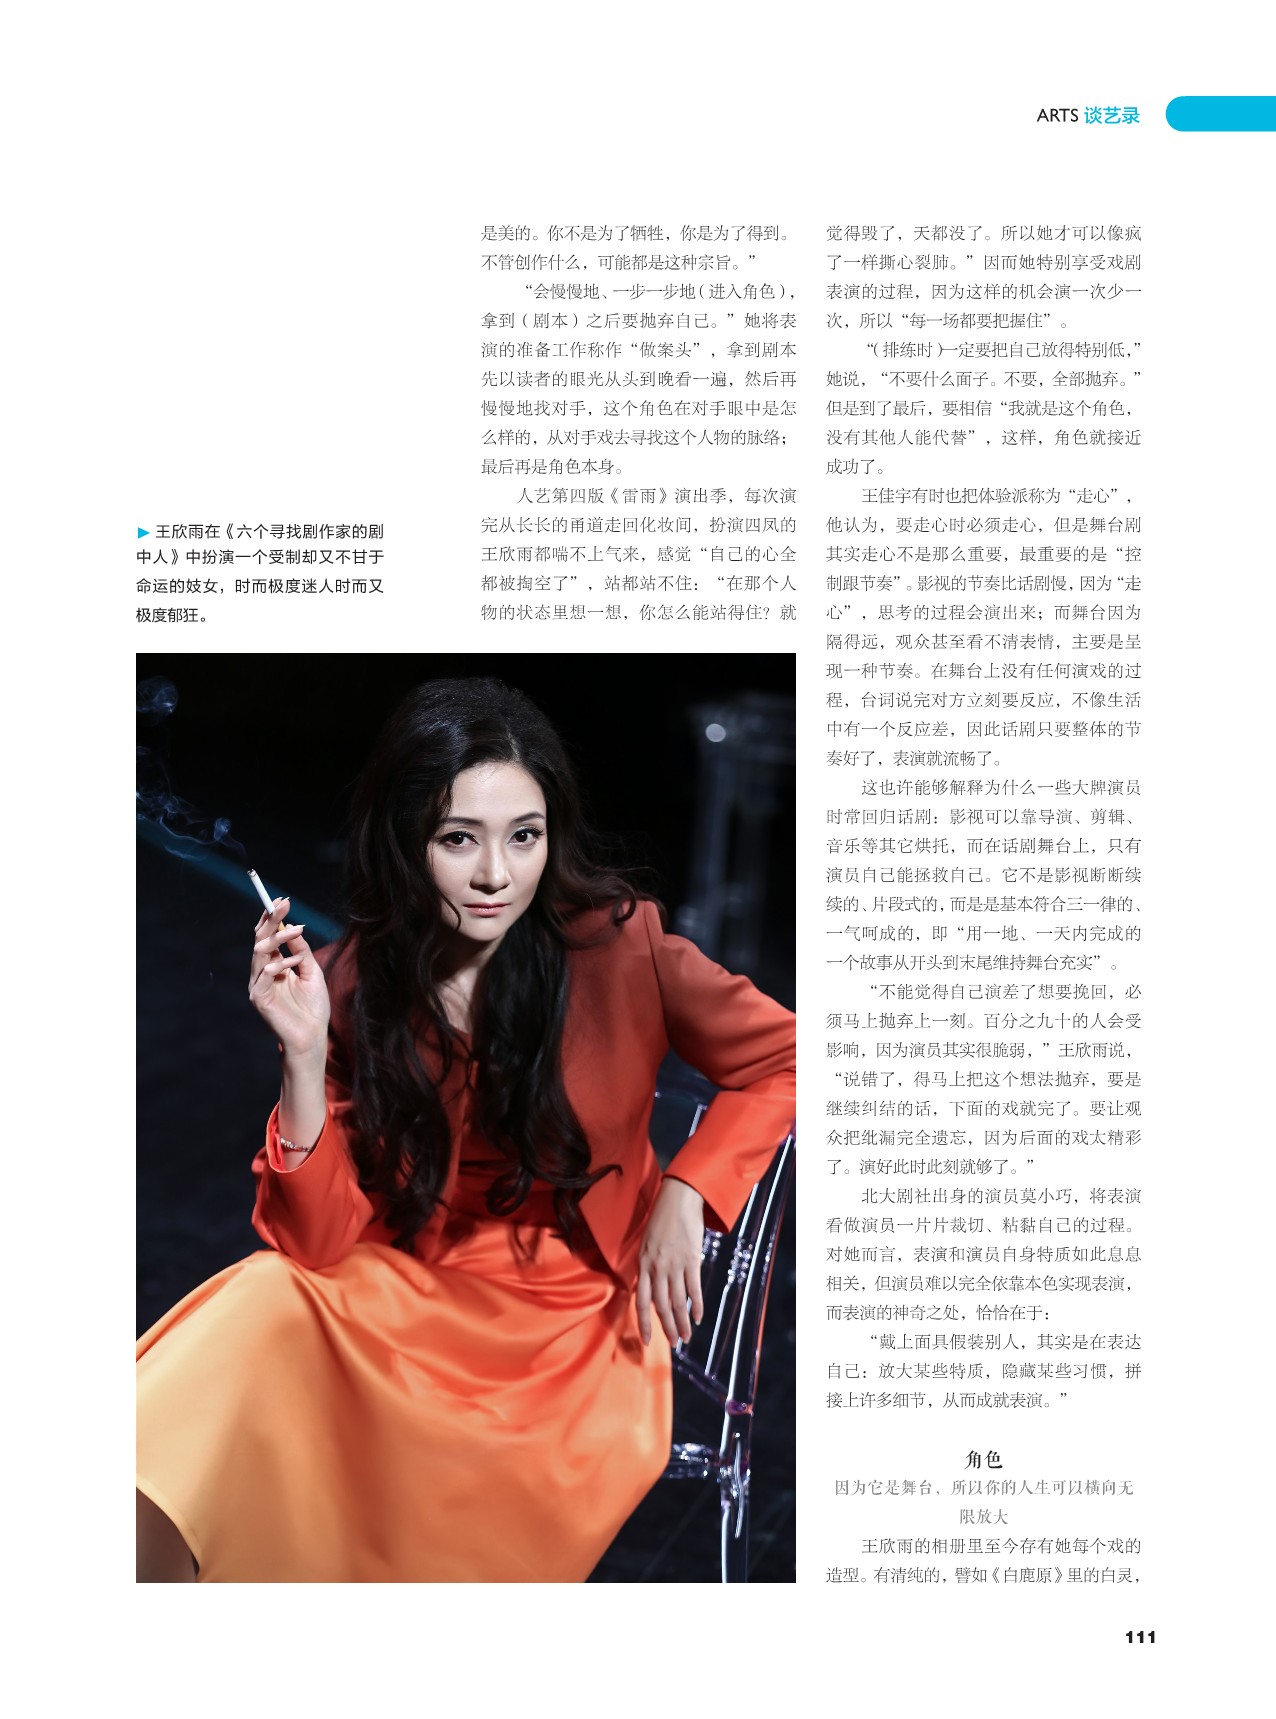 ARTS 谈艺录
▶ 王欣雨在《六个寻找剧作家的剧
中人》中扮演一个受制却又不甘于
命运的妓女，时而极度迷人时而又
极度郁狂。
是美的。你不是为了牺牲，你是为了得到。
不管创作什么，可能都是这种宗旨。”
“会慢慢地、一步一步地（进入角色），
拿到（剧本）之后要抛弃自己。”她将表
演的准备工作称作“做案头”，拿到剧本
先以读者的眼光从头到晚看一遍，然后再
慢慢地找对手，这个角色在对手眼中是怎
么样的，从对手戏去寻找这个人物的脉络；
最后再是角色本身。
人艺第四版《雷雨》演出季，每次演
完从长长的甬道走回化妆间，扮演四凤的
王欣雨都喘不上气来，感觉“自己的心全
都被掏空了”，站都站不住：“在那个人
物的状态里想一想，你怎么能站得住？就
觉得毁了，天都没了。所以她才可以像疯
了一样撕心裂肺。”因而她特别享受戏剧
表演的过程，因为这样的机会演一次少一
次，所以“每一场都要把握住”。
“（排练时）一定要把自己放得特别低，”
她说，“不要什么面子。不要，全部抛弃。”
但是到了最后，要相信“我就是这个角色，
没有其他人能代替”，这样，角色就接近
成功了。
王佳宇有时也把体验派称为“走心”，
他认为，要走心时必须走心，但是舞台剧
其实走心不是那么重要，最重要的是“控
制跟节奏”。影视的节奏比话剧慢，因为“走
心”，思考的过程会演出来；而舞台因为
隔得远，观众甚至看不清表情，主要是呈
现一种节奏。在舞台上没有任何演戏的过
程，台词说完对方立刻要反应，不像生活
中有一个反应差，因此话剧只要整体的节
奏好了，表演就流畅了。
这也许能够解释为什么一些大牌演员
时常回归话剧：影视可以靠导演、剪辑、
音乐等其它烘托，而在话剧舞台上，只有
演员自己能拯救自己。它不是影视断断续
续的、片段式的，而是是基本符合三一律的、
一气呵成的，即“用一地、一天内完成的
一个故事从开头到末尾维持舞台充实”。
“不能觉得自己演差了想要挽回，必
须马上抛弃上一刻。百分之九十的人会受
影响，因为演员其实很脆弱，”王欣雨说，
“说错了，得马上把这个想法抛弃，要是
继续纠结的话，下面的戏就完了。要让观
众把纰漏完全遗忘，因为后面的戏太精彩
了。演好此时此刻就够了。”
北大剧社出身的演员莫小巧，将表演
看做演员一片片裁切、粘黏自己的过程。
对她而言，表演和演员自身特质如此息息
相关，但演员难以完全依靠本色实现表演，
而表演的神奇之处，恰恰在于：
“戴上面具假装别人，其实是在表达
自己：放大某些特质，隐藏某些习惯，拼
接上许多细节，从而成就表演。”
角色
因为它是舞台，所以你的人生可以横向无
限放大
王欣雨的相册里至今存有她每个戏的
造型。有清纯的，譬如《白鹿原》里的白灵，
111